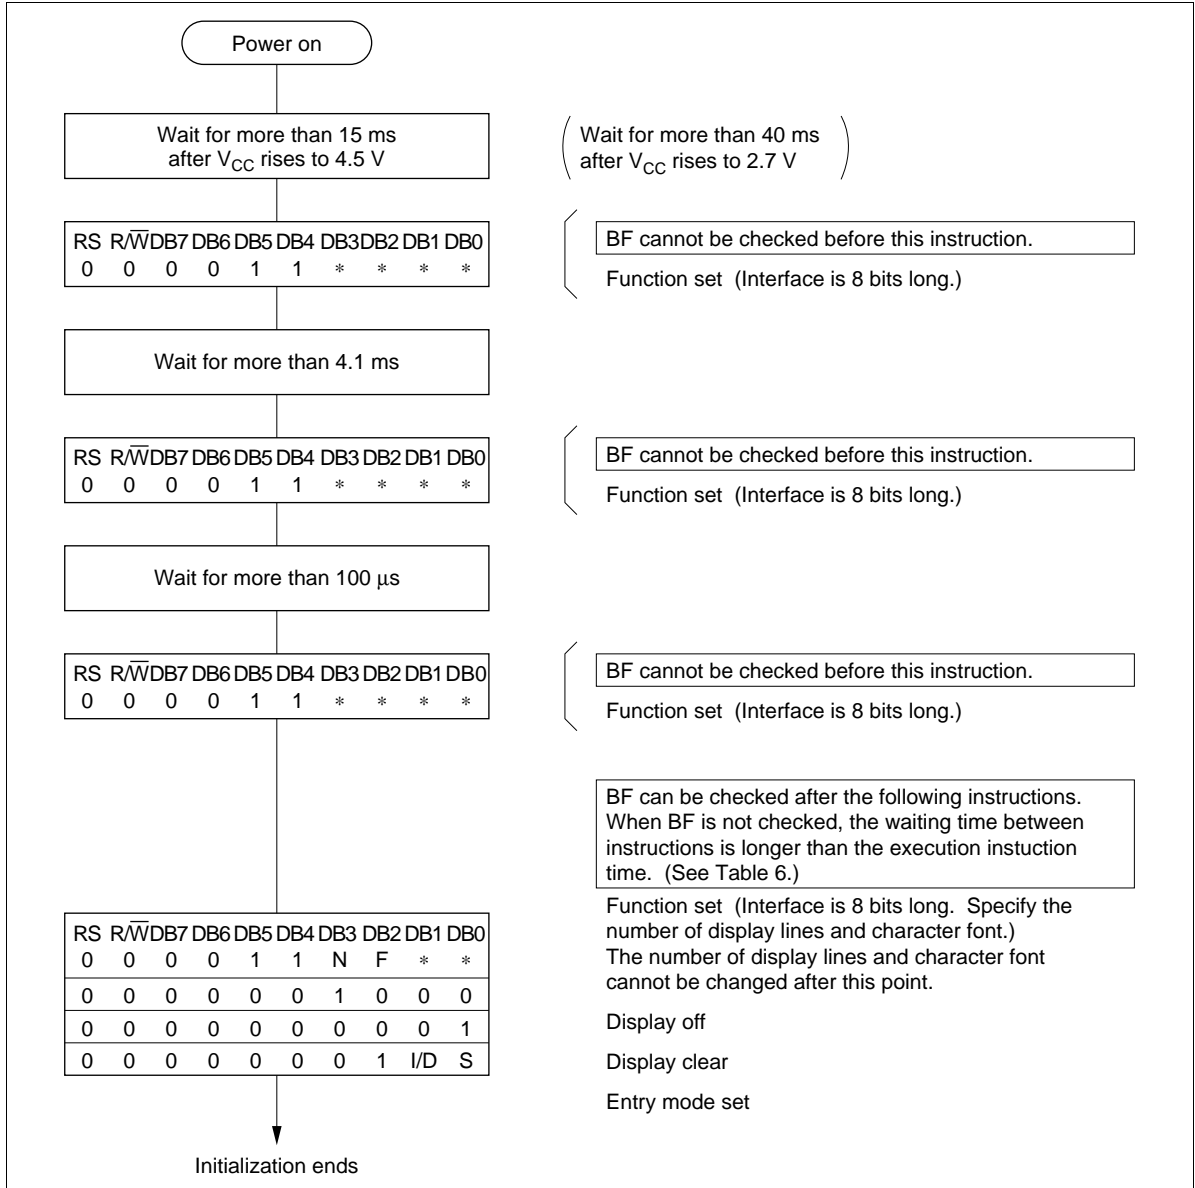 Power on
Wait for more than 15 ms
after VCC rises to 4.5 V
Wait for more than 40 ms
after VCC rises to 2.7 V
RS R/W̅ DB7 DB6 DB5 DB4 DB3 DB2 DB1 DB0
0 0 0 0 1 1 * * * *
BF cannot be checked before this instruction.
Function set (Interface is 8 bits long.)
Wait for more than 4.1 ms
RS R/W̅ DB7 DB6 DB5 DB4 DB3 DB2 DB1 DB0
0 0 0 0 1 1 * * * *
BF cannot be checked before this instruction.
Function set (Interface is 8 bits long.)
Wait for more than 100 μs
RS R/W̅ DB7 DB6 DB5 DB4 DB3 DB2 DB1 DB0
0 0 0 0 1 1 * * * *
BF cannot be checked before this instruction.
Function set (Interface is 8 bits long.)
BF can be checked after the following instructions.
When BF is not checked, the waiting time between
instructions is longer than the execution instuction
time. (See Table 6.)
RS R/W̅ DB7 DB6 DB5 DB4 DB3 DB2 DB1 DB0
0 0 0 0 1 1 N F * *
0 0 0 0 0 0 1 0 0 0
0 0 0 0 0 0 0 0 0 1
0 0 0 0 0 0 0 1 I/D S
Function set (Interface is 8 bits long. Specify the
number of display lines and character font.)
The number of display lines and character font
cannot be changed after this point.
Display off
Display clear
Entry mode set
Initialization ends